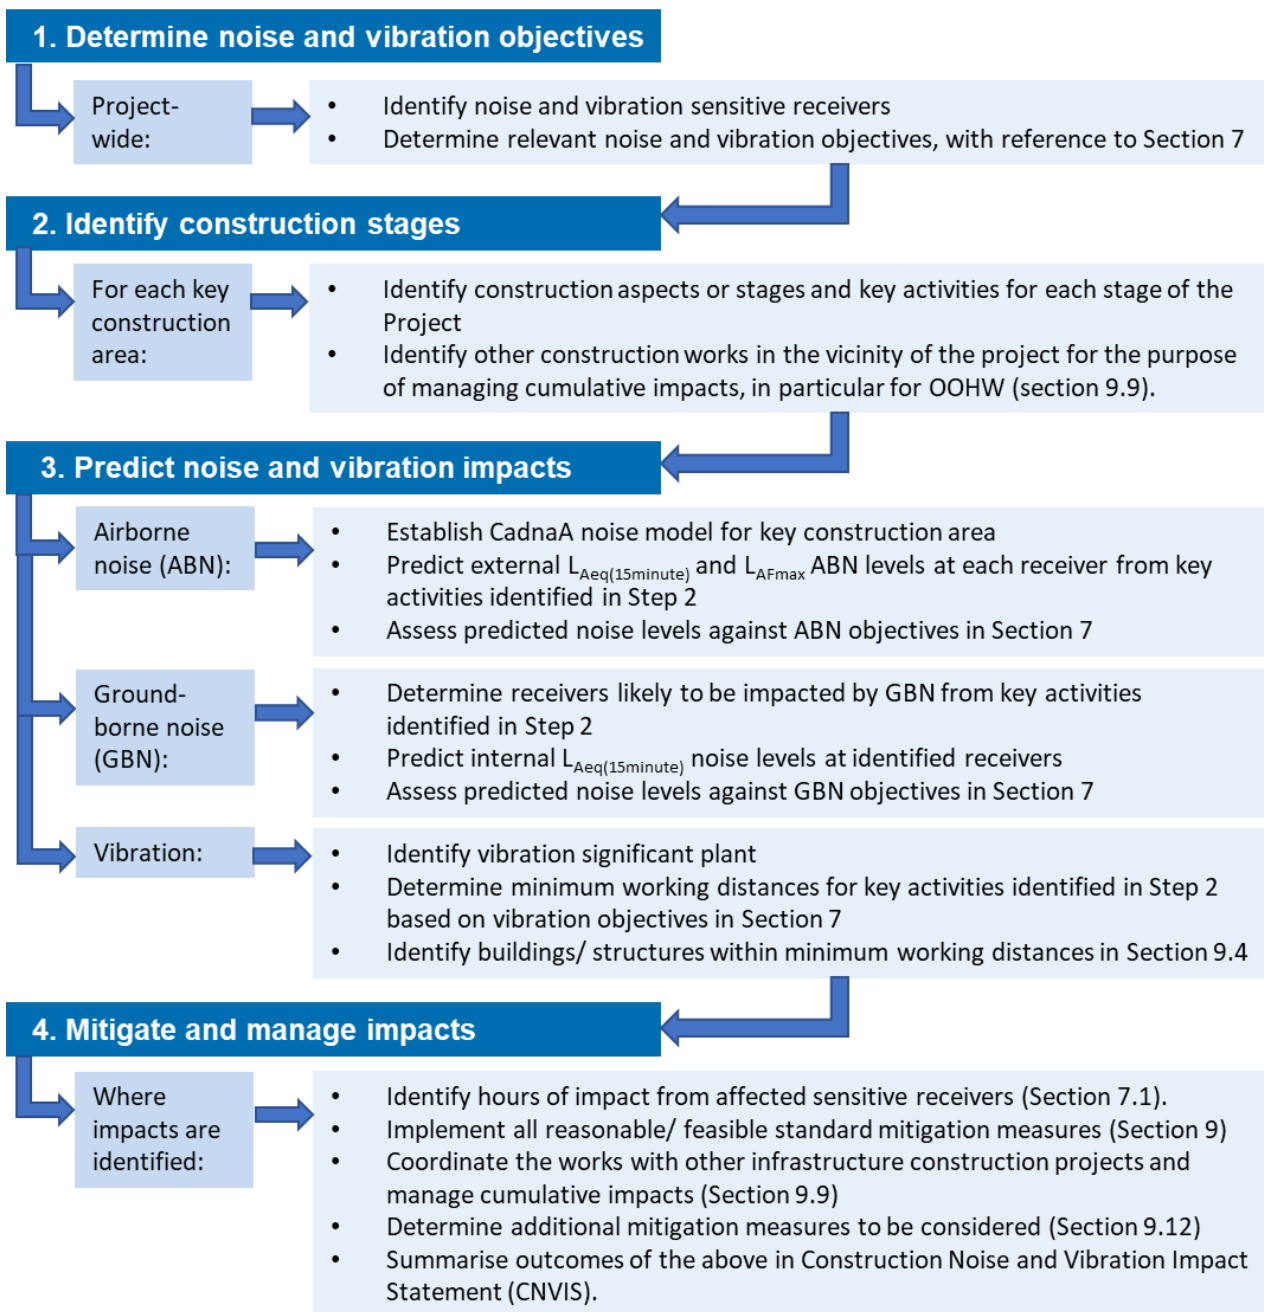 1. Determine noise and vibration objectives
Project-
wide:
• Identify noise and vibration sensitive receivers
• Determine relevant noise and vibration objectives, with reference to Section 7
2. Identify construction stages
For each key
construction
area:
• Identify construction aspects or stages and key activities for each stage of the
Project
• Identify other construction works in the vicinity of the project for the purpose
of managing cumulative impacts, in particular for OOHW (section 9.9).
3. Predict noise and vibration impacts
Airborne
noise (ABN):
• Establish CadnaA noise model for key construction area
• Predict external LAeq(15minute) and LAFmax ABN levels at each receiver from key
activities identified in Step 2
• Assess predicted noise levels against ABN objectives in Section 7
Ground-
borne noise
(GBN):
• Determine receivers likely to be impacted by GBN from key activities
identified in Step 2
• Predict internal LAeq(15minute) noise levels at identified receivers
• Assess predicted noise levels against GBN objectives in Section 7
Vibration:
• Identify vibration significant plant
• Determine minimum working distances for key activities identified in Step 2
based on vibration objectives in Section 7
• Identify buildings/ structures within minimum working distances in Section 9.4
4. Mitigate and manage impacts
Where
impacts are
identified:
• Identify hours of impact from affected sensitive receivers (Section 7.1).
• Implement all reasonable/ feasible standard mitigation measures (Section 9)
• Coordinate the works with other infrastructure construction projects and
manage cumulative impacts (Section 9.9)
• Determine additional mitigation measures to be considered (Section 9.12)
• Summarise outcomes of the above in Construction Noise and Vibration Impact
Statement (CNVIS).